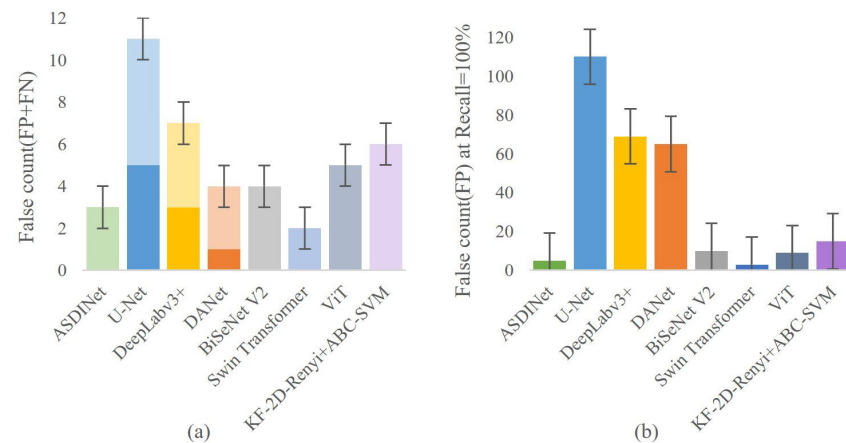 False count(FP+FN)
12
10
8
6
4
2
0
ASDINet
U-Net
DeepLabv3+
DANet
BiSeNet V2
Swin Transformer
ViT
KF-2D-Renyi+ABC-SVM
(a)
False count(FP) at Recall=100%
120
100
80
60
40
20
0
ASDINet
U-Net
DeepLabv3+
DANet
BiSeNet V2
Swin Transformer
ViT
KF-2D-Renyi+ABC-SVM
(b)